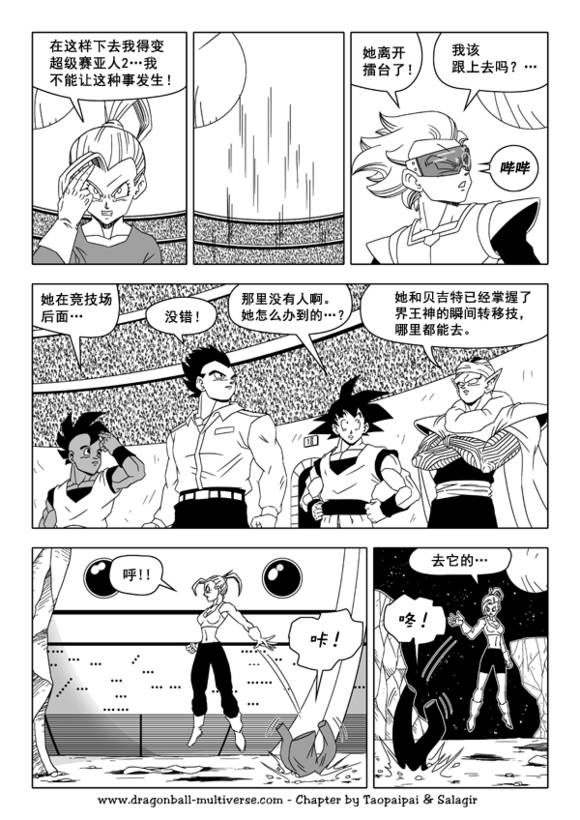 在这样下去我得变
超级赛亚人2…我
不能让这种事发生！
她离开
擂台了！
我该
跟上去吗？…
哔哔
她在竞技场
后面…
没错！
那里没有人啊。
她怎么办到的…？
她和贝吉特已经掌握了
界王神的瞬间转移技，
哪里都能去。
呼！！
咔！
去它的…
咚！
www.dragonball-multiverse.com - Chapter by Taopaipai & Salagir